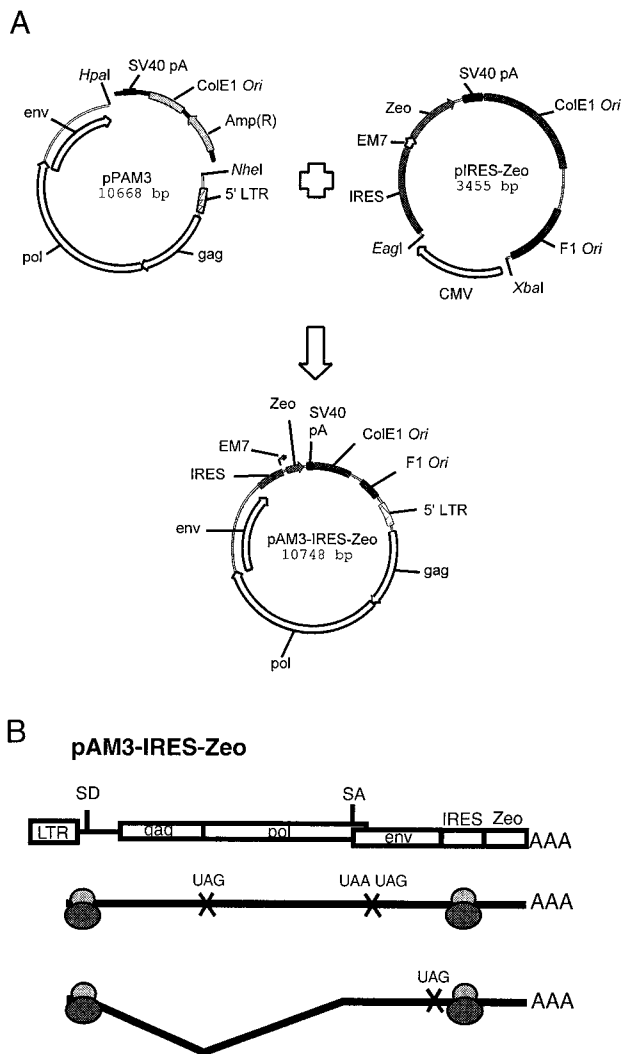 A
HpaI
SV40 pA
ColE1 Ori
Amp(R)
env
NheI
pPAM3
10668 bp
5' LTR
pol
gag
SV40 pA
Zeo
ColE1 Ori
EM7
pIRES-Zeo
3455 bp
IRES
EagI
F1 Ori
CMV
XbaI
Zeo
SV40
pA
EM7
ColE1 Ori
IRES
F1 Ori
env
5' LTR
pAM3-IRES-Zeo
10748 bp
gag
pol
B
pAM3-IRES-Zeo
SD
SA
IRES Zeo
LTR
gag
pol
env
AAA
UAG
UAA UAG
AAA
UAG
AAA